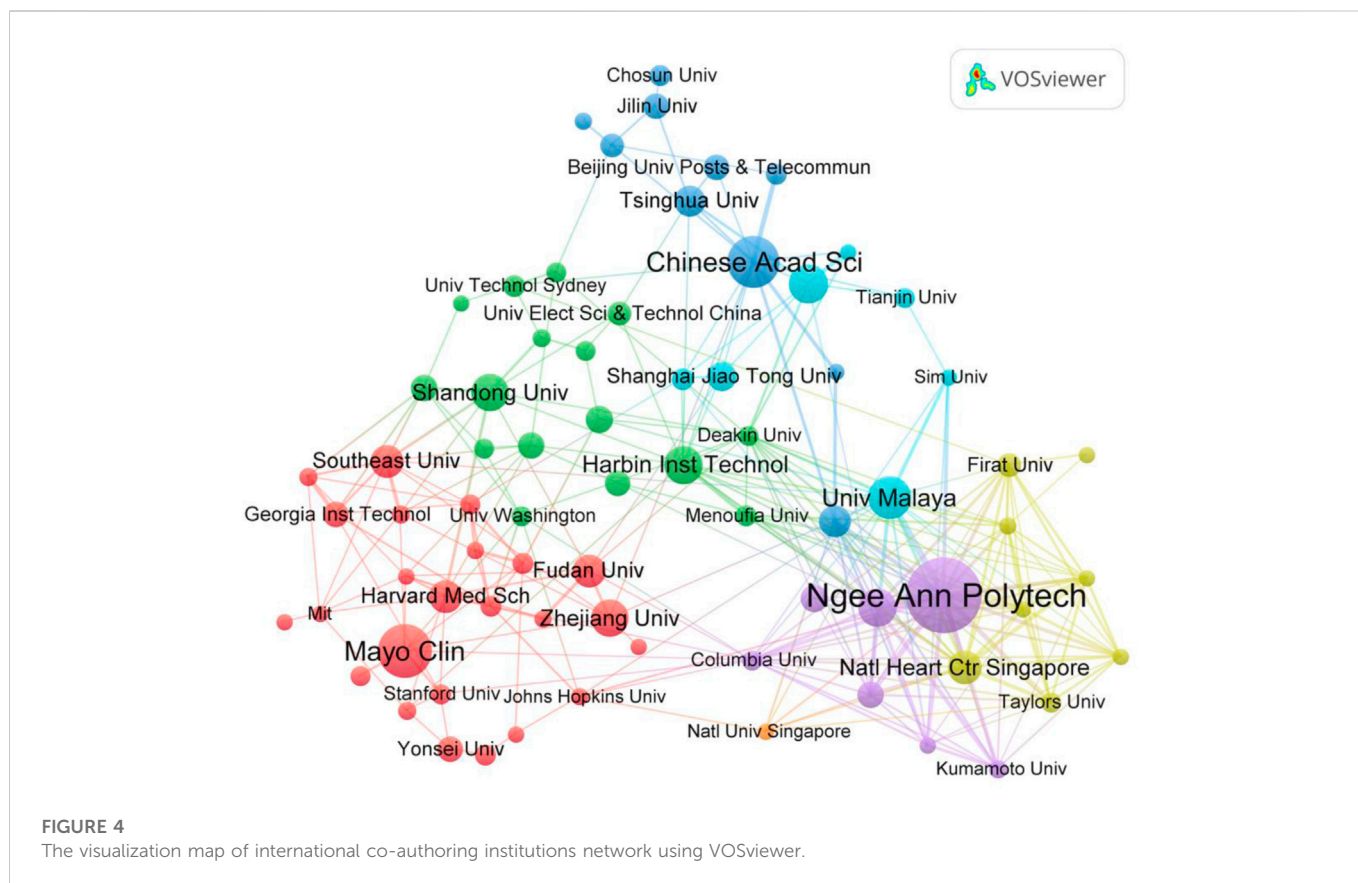 Chosun Univ
VOSviewer
Jilin Univ
Beijing Univ Posts & Telecommun
Tsinghua Univ
Chinese Acad Sci
Univ Technol Sydney
Tianjin Univ
Univ Elect Sci & Technol China
Shanghai Jiao Tong Univ
Sim Univ
Shandong Univ
Deakin Univ
Southeast Univ
Harbin Inst Technol
Firat Univ
Univ Malaya
Georgia Inst Technol
Univ Washington
Menoufia Univ
Fudan Univ
Harvard Med Sch
Ngee Ann Polytech
Mit
Zhejiang Univ
Mayo Clin
Columbia Univ
Natl Heart Ctr Singapore
Stanford Univ
Johns Hopkins Univ
Taylors Univ
Natl Univ Singapore
Yonsei Univ
Kumamoto Univ
FIGURE 4
The visualization map of international co-authoring institutions network using VOSviewer.